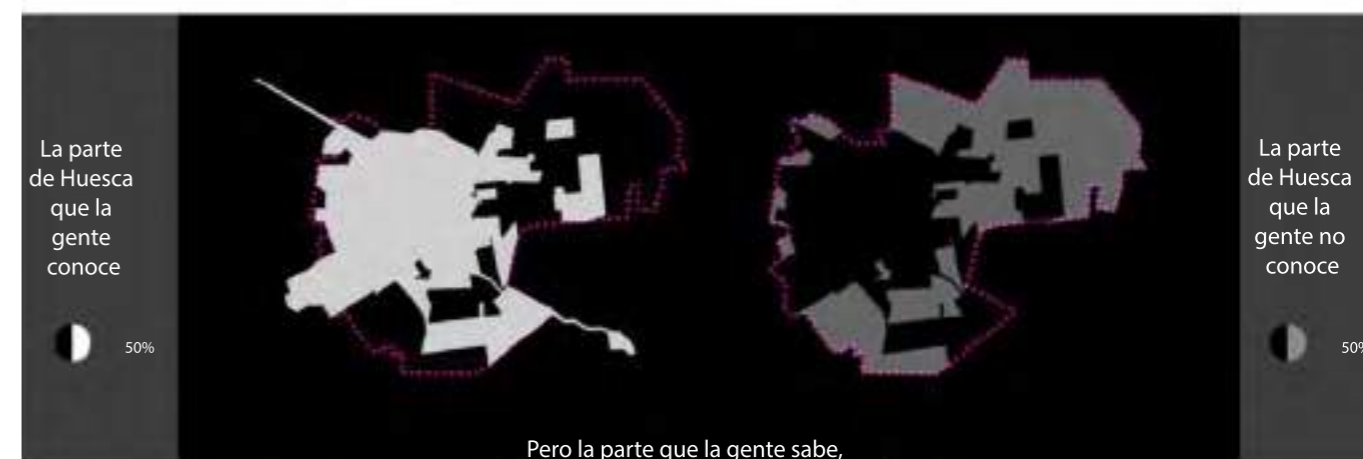 La parte
de Huesca
que la
gente
conoce
50%
La parte
de Huesca
que la
gente no
conoce
50%
Pero la parte que la gente sabe,